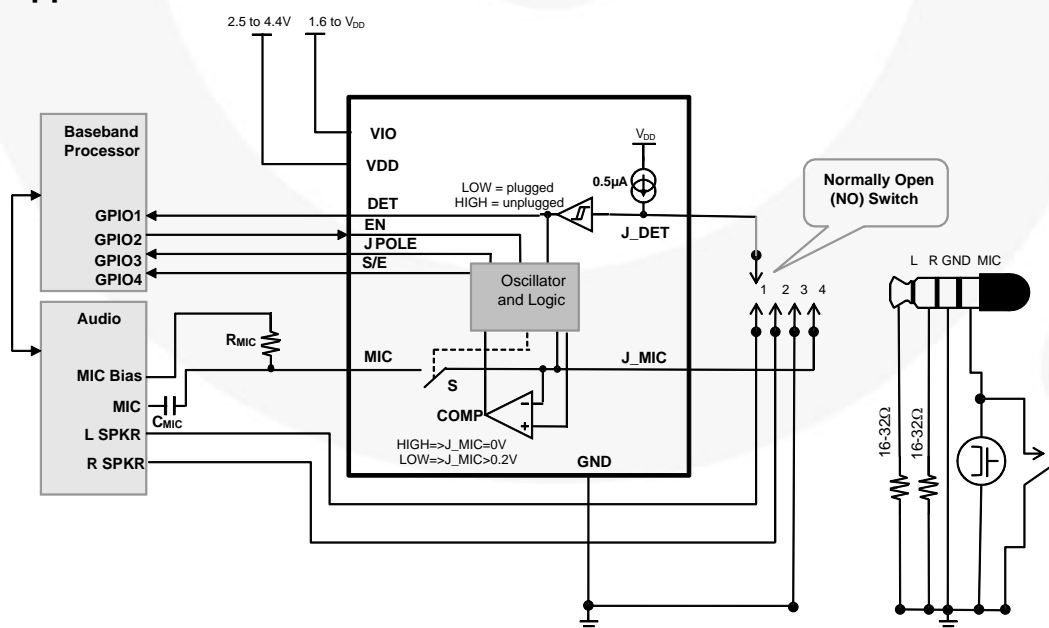 2.5 to 4.4V
1.6 to VDD
Baseband
Processor
GPIO1
GPIO2
GPIO3
GPIO4
Audio
MIC Bias
MIC
L SPKR
R SPKR
RMIC
CMIC
VIO
VDD
DET
EN
J POLE
S/E
MIC
LOW = plugged
HIGH = unplugged
VDD
0.5µA
J_DET
Oscillator
and Logic
S
J_MIC
COMP
HIGH=>J_MIC=0V
LOW=>J_MIC>0.2V
GND
Normally Open
(NO) Switch
1 2 3 4
L R GND MIC
16-32Ω
16-32Ω